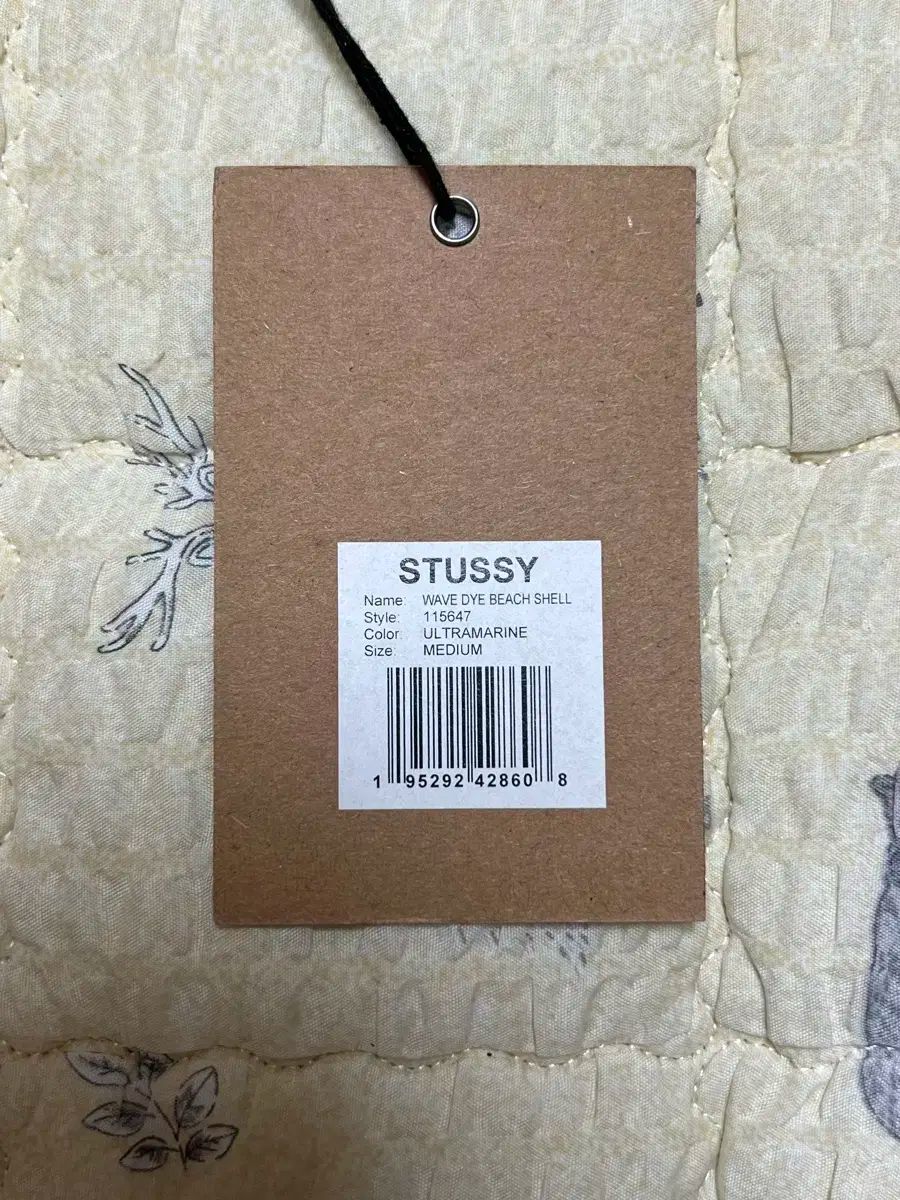 STUSSY
Name: WAVE DYE BEACH SHELL
Style: 115647
Color: ULTRAMARINE
Size: MEDIUM
1 95292 42860 8